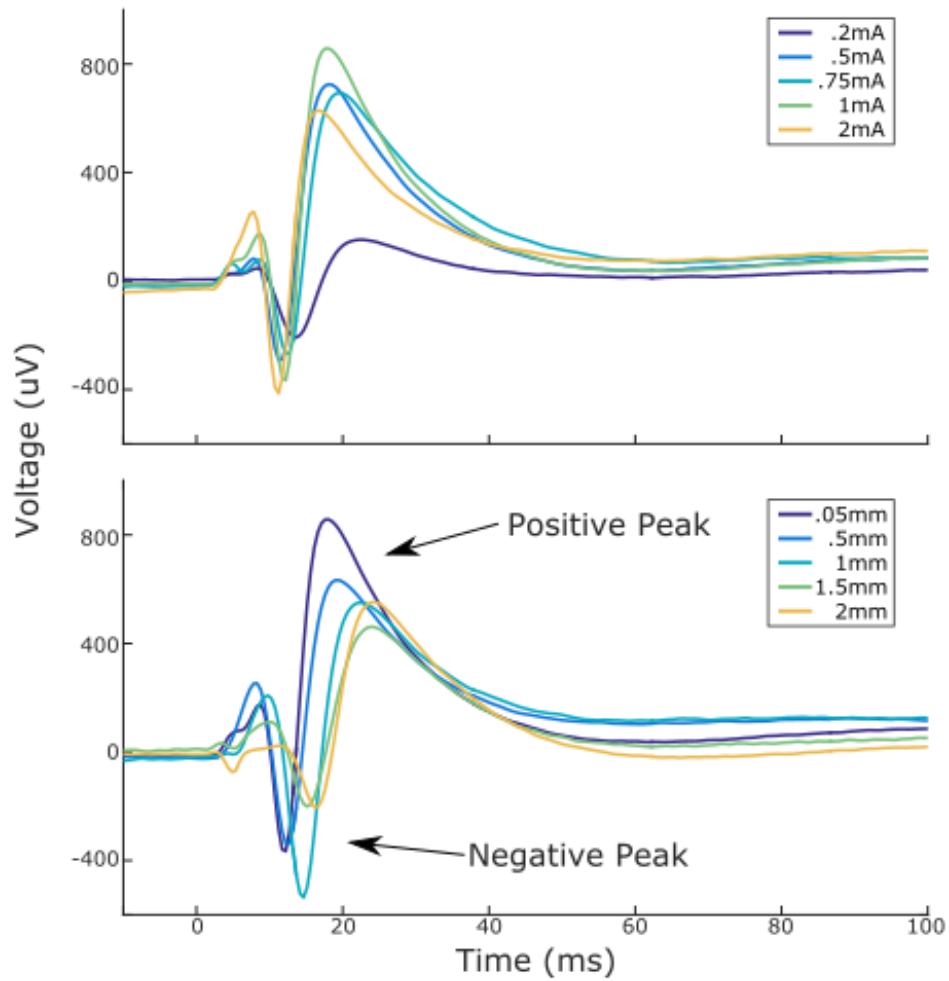 800
400
0
-400
.2mA
.5mA
.75mA
1mA
2mA
Voltage (uV)
800
400
0
-400
Positive Peak
Negative Peak
.05mm
.5mm
1mm
1.5mm
2mm
0
20
40
60
80
100
Time (ms)